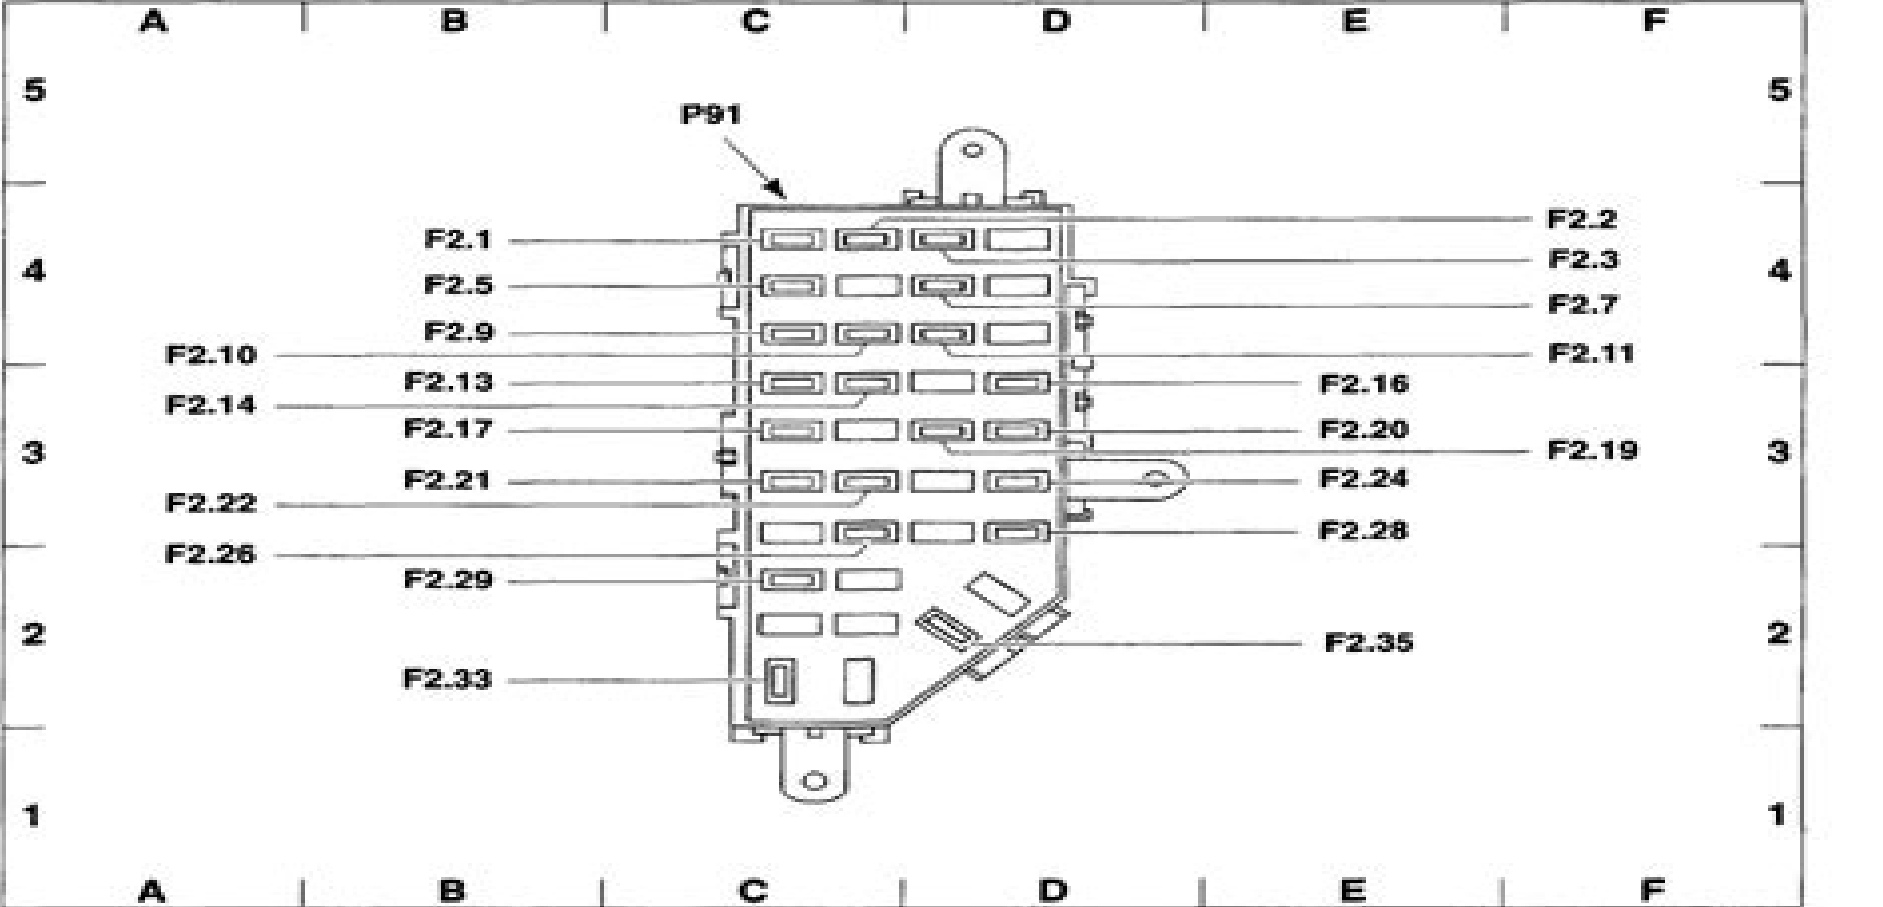 A B C D E F
5 5
P91
F2.2
F2.1
F2.3
4 4
F2.5
F2.7
F2.9
F2.10 F2.11
F2.13 F2.16
F2.14
F2.17 F2.20
3 F2.19 3
F2.21 F2.24
F2.22
F2.28
F2.26
F2.29
2 2
F2.35
F2.33
1 1
A B C D E F